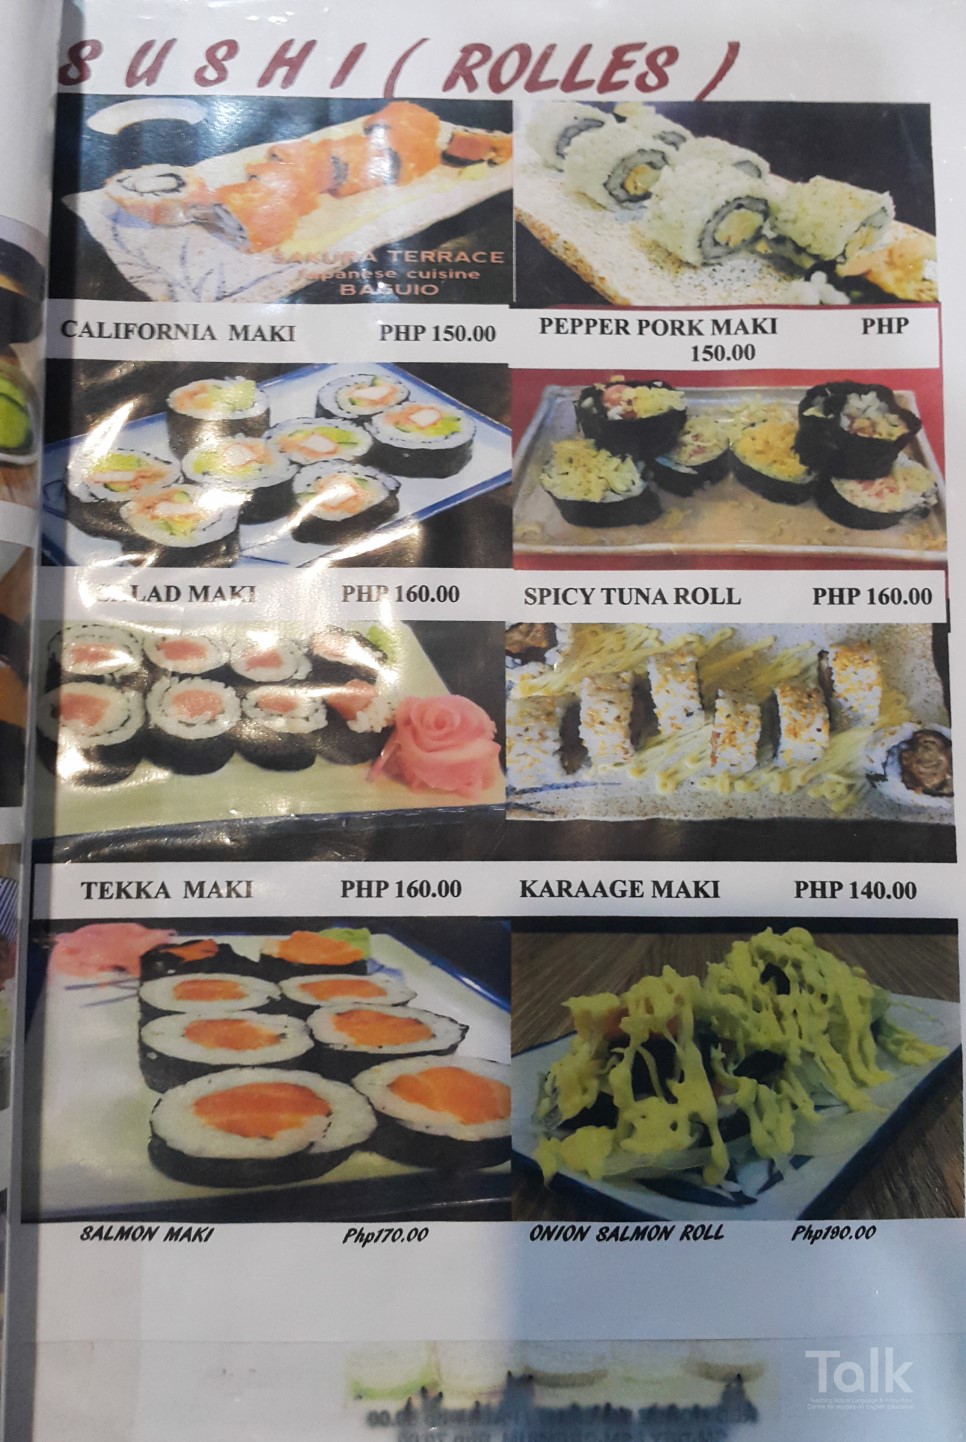 SUSHI ( ROLLES )
SAKURA TERRACE
Japanese cuisine
BAGUIO
CALIFORNIA MAKI PHP 150.00
PEPPER PORK MAKI PHP
150.00
SALAD MAKI PHP 160.00
SPICY TUNA ROLL PHP 160.00
TEKKA MAKI PHP 160.00
KARAAGE MAKI PHP 140.00
SALMON MAKI Php170.00
ONION SALMON ROLL Php190.00
Talk